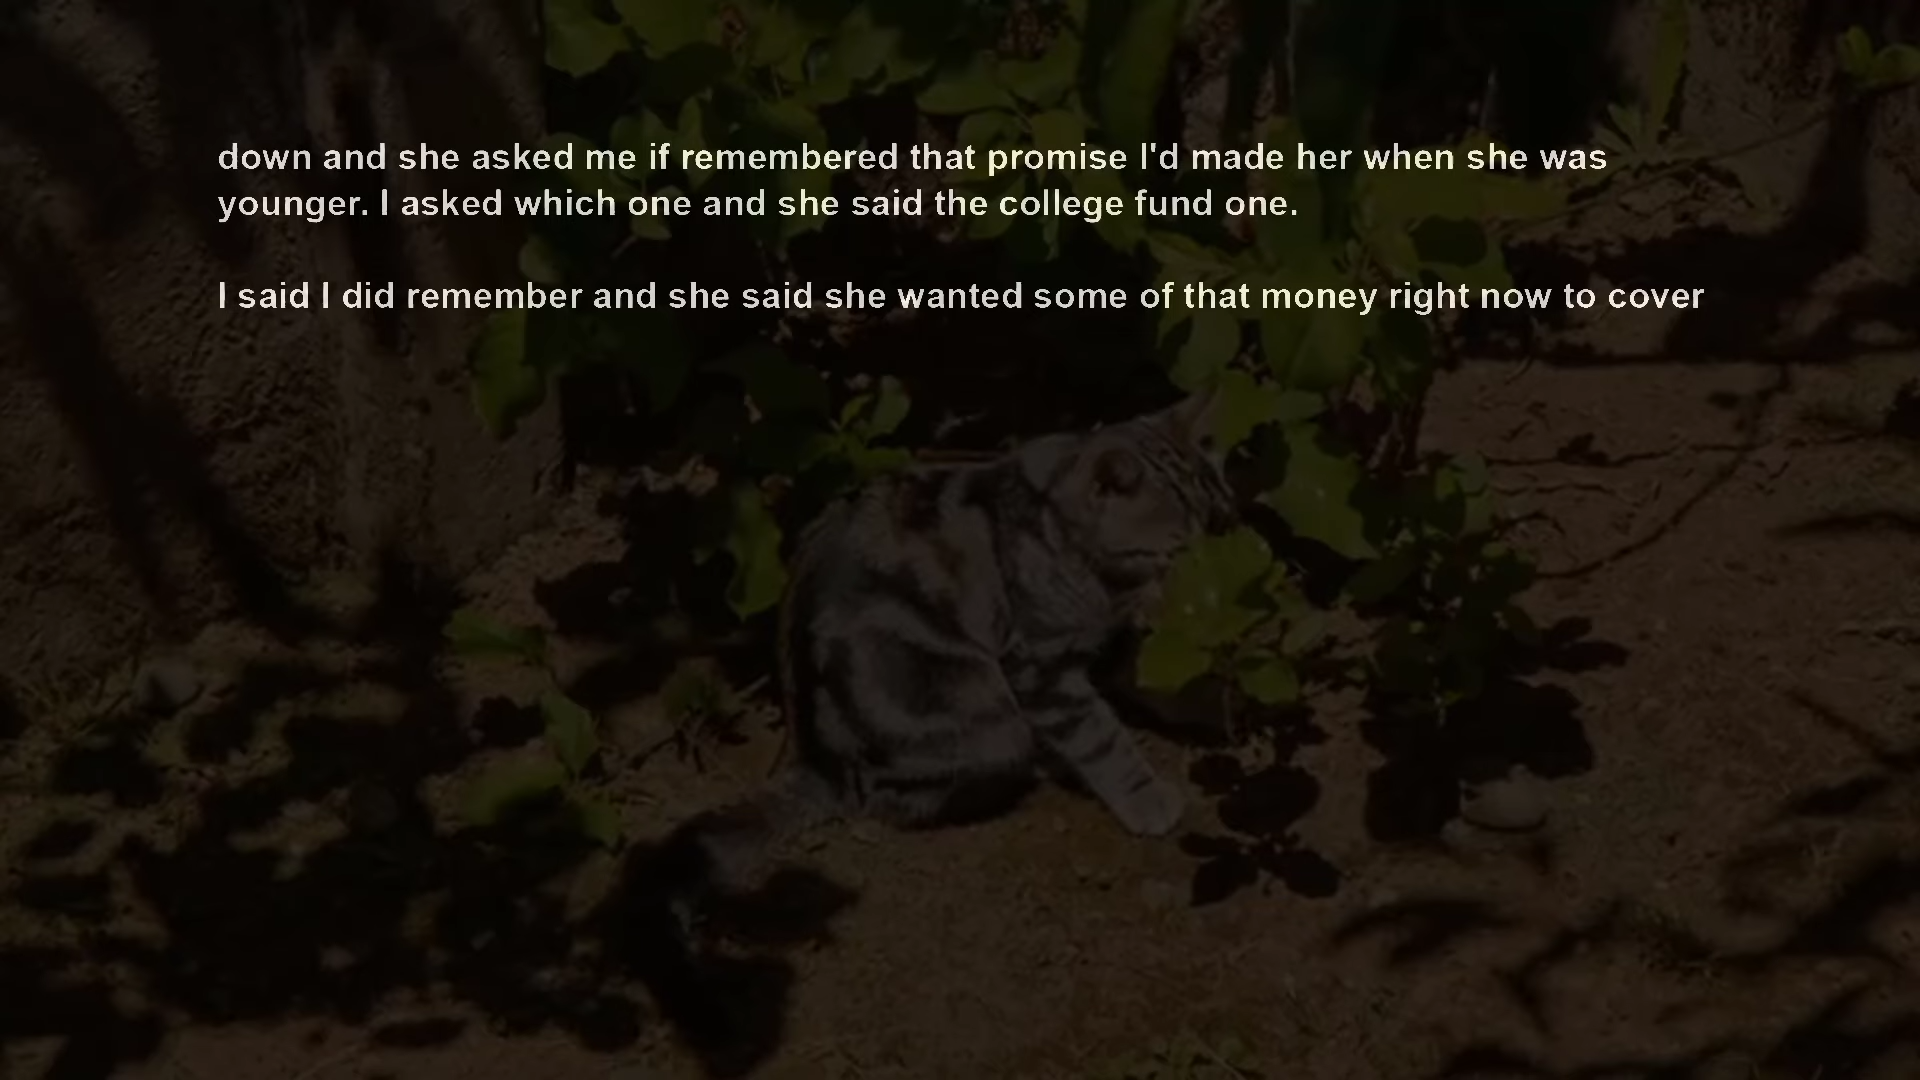 down and she asked me if remembered that promise I'd made her when she was
younger. I asked which one and she said the college fund one.
I said I did remember and she said she wanted some of that money right now to cover